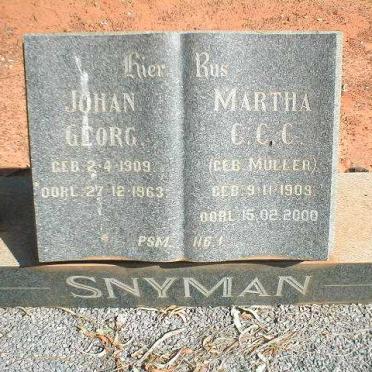 Hier Rus
JOHAN
GEORG.
GEB. 2-4-1909.
OORL. 27-12-1963.
MARTHA
C.C.C.
(GEB. MULLER)
GEB. 9-11-1909
OORL. 15.02.2000
PSM. 116.1
SNYMAN